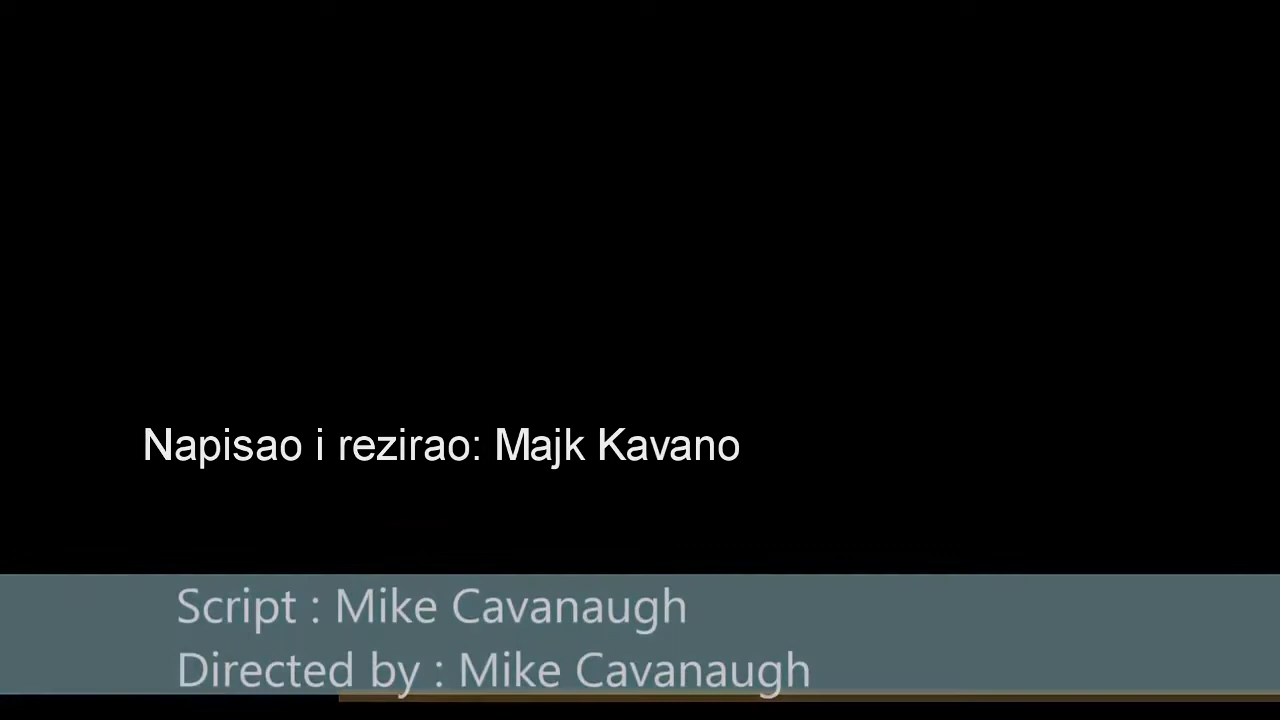 Napisao i rezirao: Majk Kavano
Script : Mike Cavanaugh
Directed by : Mike Cavanaugh